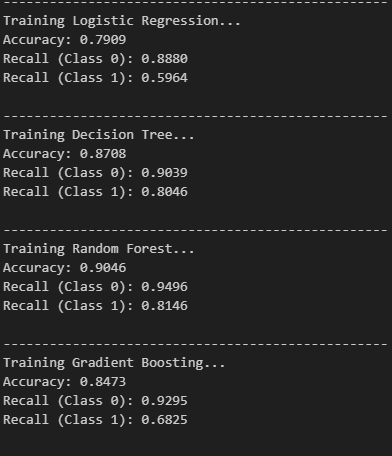 --------------------------------------------------
Training Logistic Regression...
Accuracy: 0.7909
Recall (Class 0): 0.8880
Recall (Class 1): 0.5964
--------------------------------------------------
Training Decision Tree...
Accuracy: 0.8708
Recall (Class 0): 0.9039
Recall (Class 1): 0.8046
--------------------------------------------------
Training Random Forest...
Accuracy: 0.9046
Recall (Class 0): 0.9496
Recall (Class 1): 0.8146
--------------------------------------------------
Training Gradient Boosting...
Accuracy: 0.8473
Recall (Class 0): 0.9295
Recall (Class 1): 0.6825